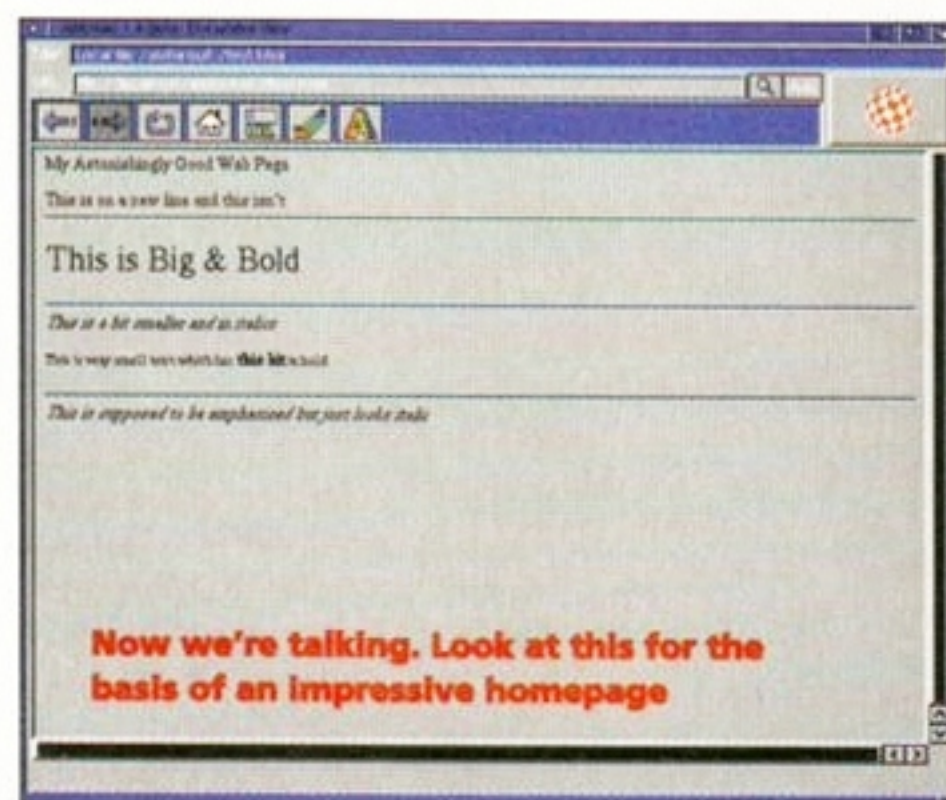 My Astonishingly Good Web Page
This is on a new line and this isn't
This is Big & Bold
This is a bit smaller and in italics
This is very small text which has this bit in bold
This is supposed to be emphasized but just looks italic
Now we're talking. Look at this for the
basis of an impressive homepage